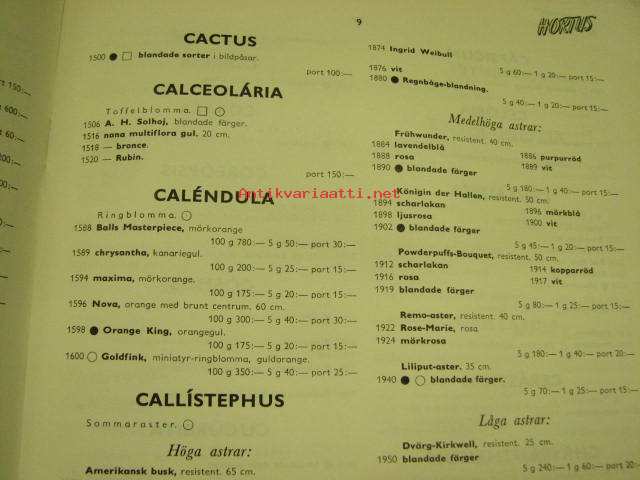 9
HORTUS
CACTUS
1500 ● □ blandade sorter i bildpåsar.
port 100:—
CALCEOLÁRIA
Toffelblomma. □ ○
1506 A. H. Solhoj, blandade färger.
1516 nana multiflora gul. 20 cm.
1518 — bronce.
1520 — Rubin.
port 150:—
CALÉNDULA
Ringblomma. ○
1588 Balls Masterpiece, mörkorange
100 g 780:— 5 g 50:— port 30:—
1589 chrysantha, kanariegul.
100 g 200:— 5 g 25:— port 15:—
1594 maxima, mörkorange.
100 g 175:— 5 g 20:— port 15:—
1596 Nova, orange med brunt centrum. 60 cm.
100 g 300:— 5 g 40:— port 30:—
1598 ● Orange King, orangegul.
100 g 175:— 5 g 20:— port 15:—
1600 ○ Goldfink, miniatyr-ringblomma, guldorange.
100 g 350:— 5 g 40:— port 25:—
CALLÍSTEPHUS
Sommaraster. ○
Höga astrar:
Amerikansk busk, resistent. 65 cm.
1874 Ingrid Weibull
5 g 60:— 1 g 20:— port 15:—
1876 vit
1880 ● Regnbåge-blandning.
5 g 40:— 1 g 20:— port 15:—
Medelhöga astrar:
Frühwunder, resistent. 40 cm.
1884 lavendelblå
1888 rosa 1886 purpurröd
1890 ● blandade färger 1889 vit
5 g 180:— 1 g 40:— port 15:—
Königin der Hallen, resistent. 50 cm.
1894 scharlakan
1898 ljusrosa 1896 mörkblå
1902 ● blandade färger 1900 vit
5 g 45:— 1 g 20:— port 15:—
Powderpuffs-Bouquet, resistent. 50 cm.
1912 scharlakan 1914 kopparröd
1916 rosa 1917 vit
1919 blandade färger
5 g 80:— 1 g 25:— port 15:—
Remo-aster, resistent. 40 cm.
1922 Rose-Marie, rosa
1924 mörkrosa
5 g 180:— 1 g 40:— port 20:—
Liliput-aster. 35 cm.
1940 ● ○ blandade färger.
5 g 70:— 1 g 25:— port 15:—
Låga astrar:
Dvärg-Kirkwell, resistent. 25 cm.
1950 blandade färger
5 g 240:— 1 g 60:—
Antikvariaatti.net